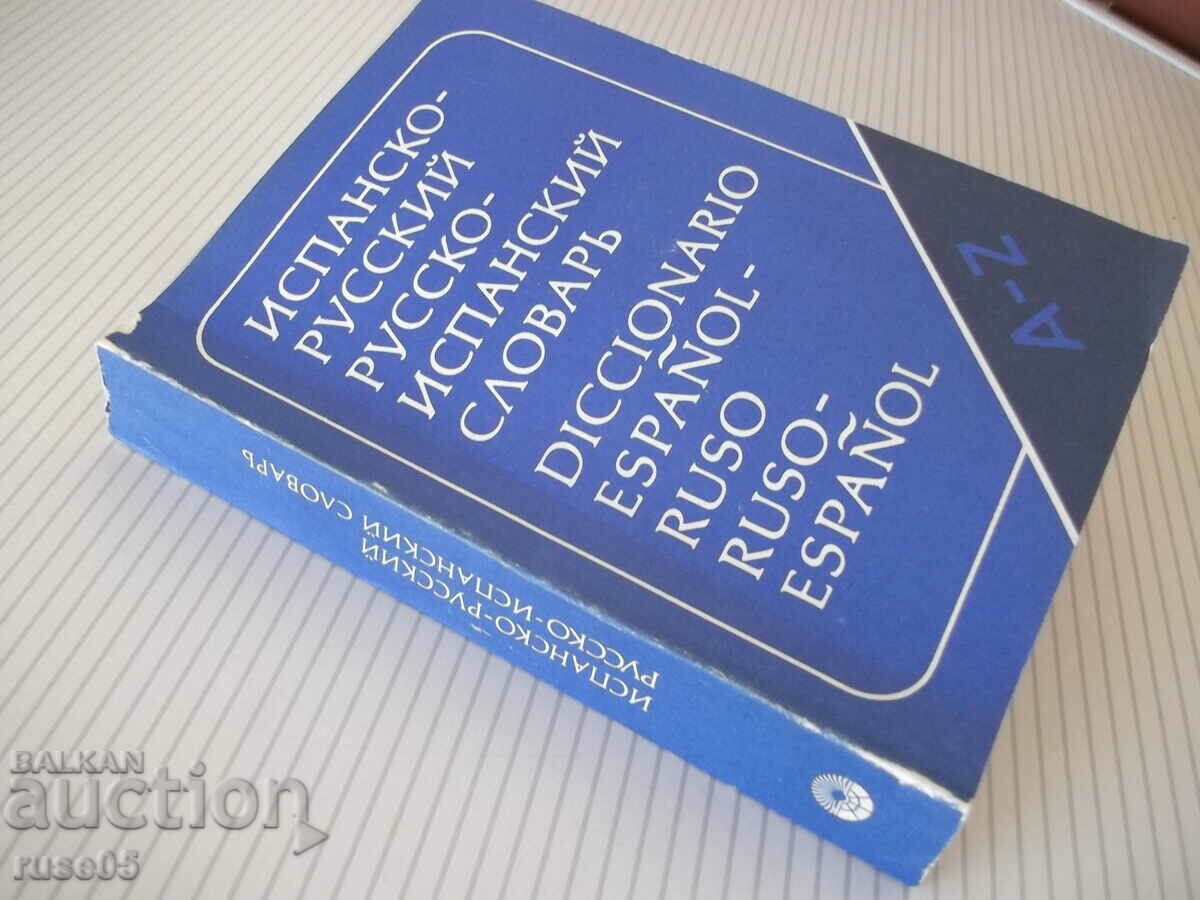 ИСПАНСКО-
РУССКИЙ
РУССКО-
ИСПАНСКИЙ
СЛОВАРЬ
DICCIONARIO
ESPAÑOL-
RUSO
RUSO-
ESPAÑOL
A-Z
ИСПАНСКО-РУССКИЙ
РУССКО-ИСПАНСКИЙ СЛОВАРЬ
BALKAN
auction
ruse05